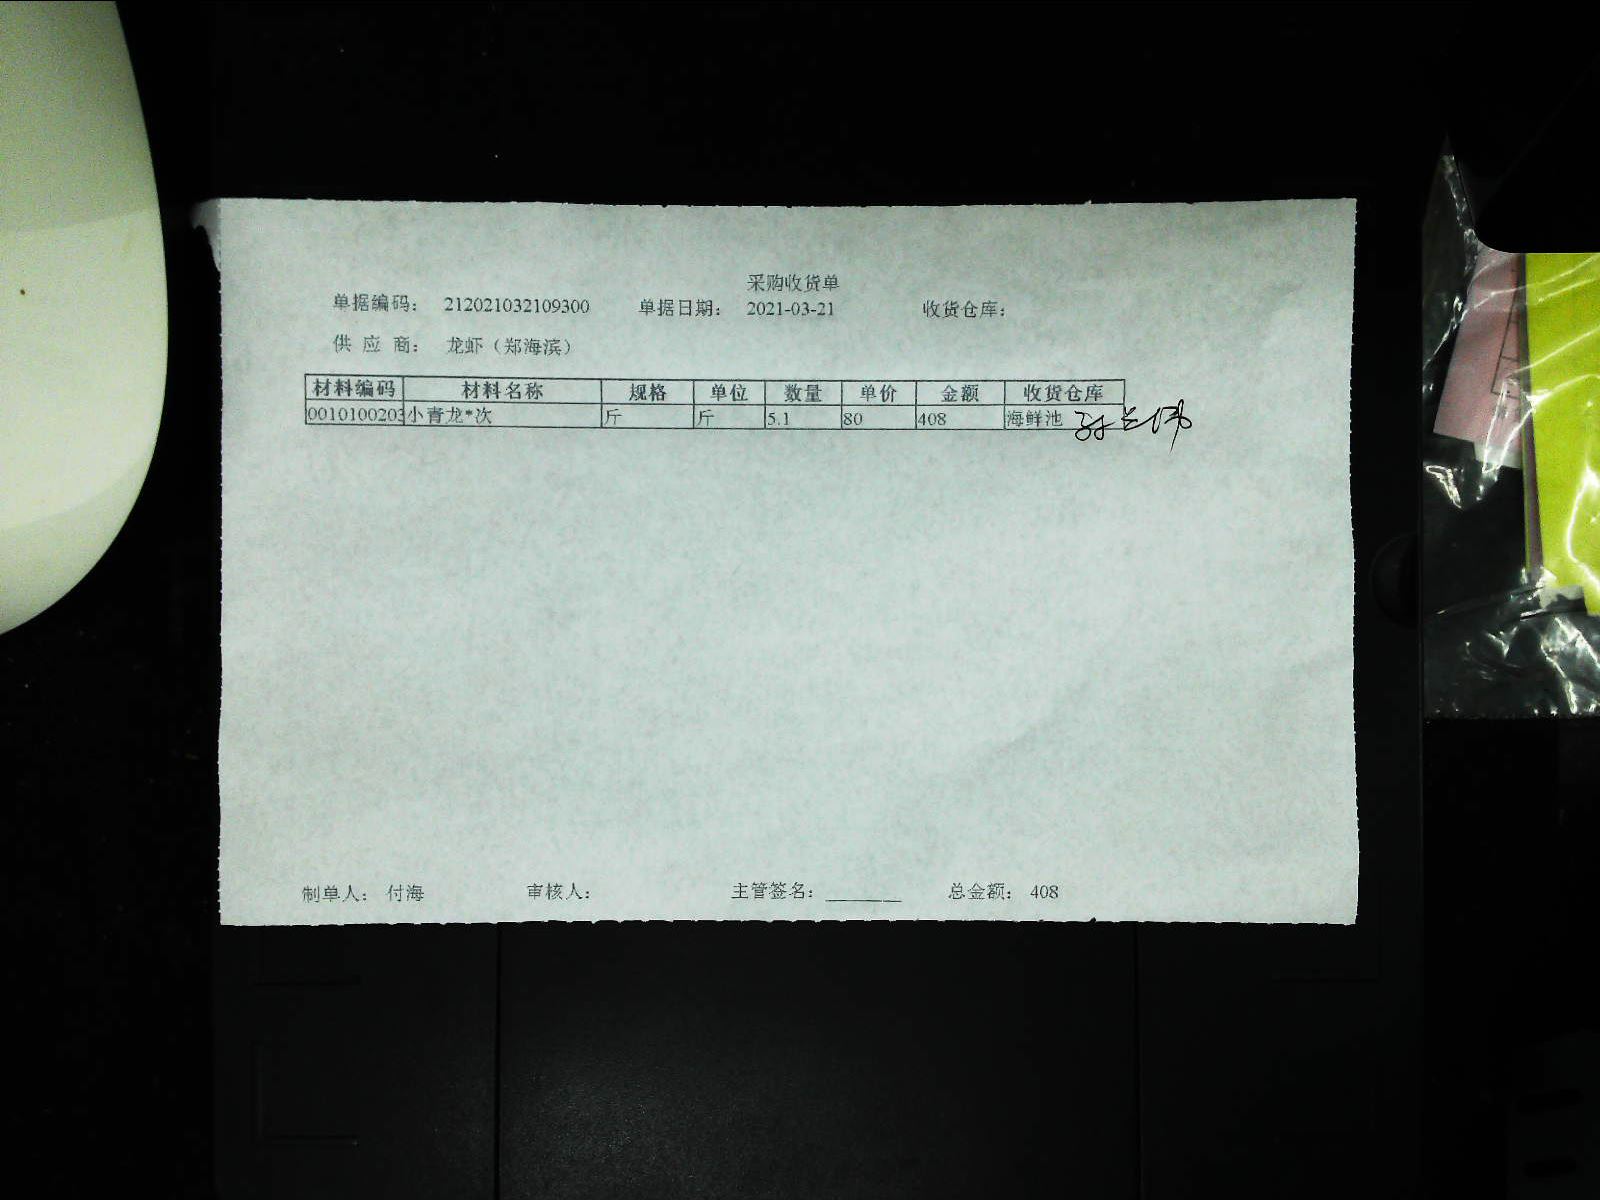 采购收货单
单据编码： 212021032109300 单据日期： 2021-03-21 收货仓库：
供 应 商： 龙虾（郑海滨）
材料编码 材料名称 规格 单位 数量 单价 金额 收货仓库
0010100203 小青龙*次 斤 斤 5.1 80 408 海鲜池
制单人： 付海 审核人： 主管签名： ________ 总金额： 408